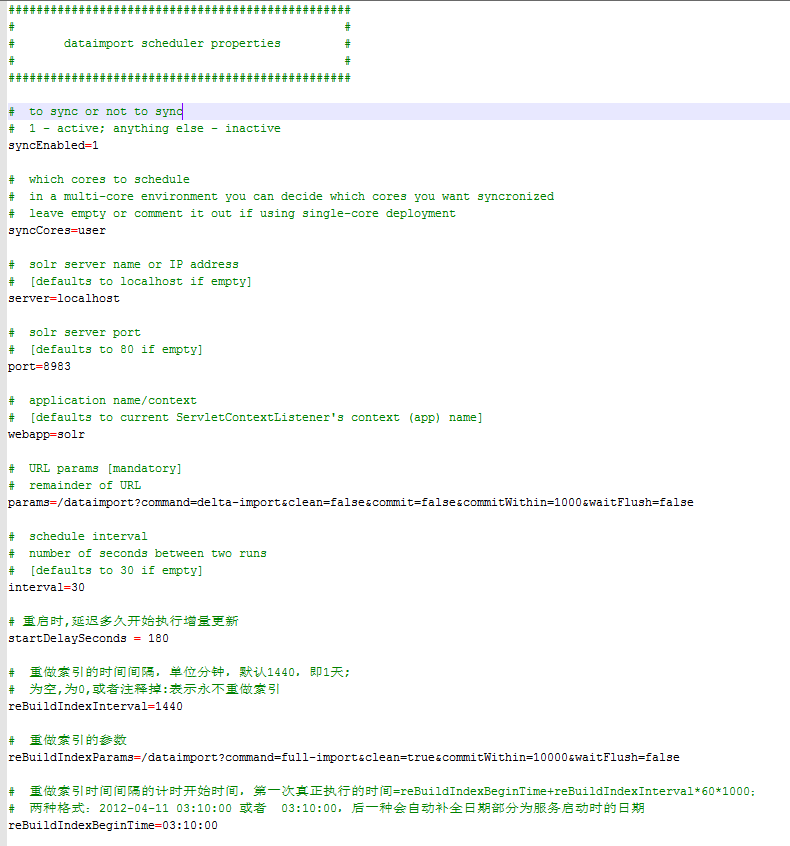 #################################################
#                                               #
#       dataimport scheduler properties         #
#                                               #
#################################################
#  to sync or not to sync
#  1 - active; anything else - inactive
syncEnabled=1
#  which cores to schedule
#  in a multi-core environment you can decide which cores you want syncronized
#  leave empty or comment it out if using single-core deployment
syncCores=user
#  solr server name or IP address
#  [defaults to localhost if empty]
server=localhost
#  solr server port
#  [defaults to 80 if empty]
port=8983
#  application name/context
#  [defaults to current ServletContextListener's context (app) name]
webapp=solr
#  URL params [mandatory]
#  remainder of URL
params=/dataimport?command=delta-import&clean=false&commit=false&commitWithin=1000&waitFlush=false
#  schedule interval
#  number of seconds between two runs
#  [defaults to 30 if empty]
interval=30
# 重启时,延迟多久开始执行增量更新
startDelaySeconds = 180
#  重做索引的时间间隔，单位分钟，默认1440，即1天;
#  为空,为0,或者注释掉:表示永不重做索引
reBuildIndexInterval=1440
#  重做索引的参数
reBuildIndexParams=/dataimport?command=full-import&clean=true&commitWithin=10000&waitFlush=false
#  重做索引时间间隔的计时开始时间，第一次真正执行的时间=reBuildIndexBeginTime+reBuildIndexInterval*60*1000;
#  两种格式：2012-04-11 03:10:00 或者  03:10:00，后一种会自动补全日期部分为服务启动时的日期
reBuildIndexBeginTime=03:10:00